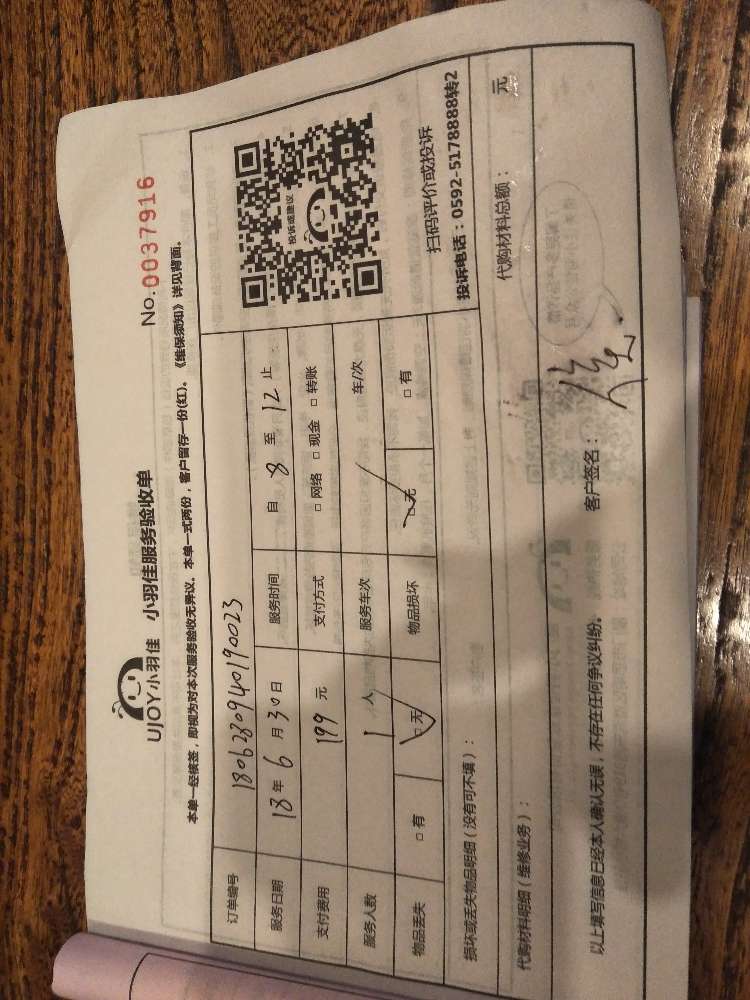 UJOY小羽佳 小羽佳服务验收单
No.0037916
本单一经核签，即视为对本次服务验收无异议。本单一式两份，客户留存一份(红)。《维保须知》详见背面。
订单编号 1806280940190023
服务日期 18年6月30日 服务时间 自 8 至 12 止
支付费用 199 元 支付方式 □网络 □现金 □转账
服务人数 1 人 服务车次 / 车/次
物品丢失 □有 □无 物品损坏 □无 □有
投诉或建议
扫码评价或投诉
投诉电话：0592-5178888转2
损坏或丢失物品明细（没有可不填）：
代购材料明细（维修业务）： 代购材料总额： 元
以上填写信息已经本人确认无误，不存在任何争议纠纷。 客户签名：